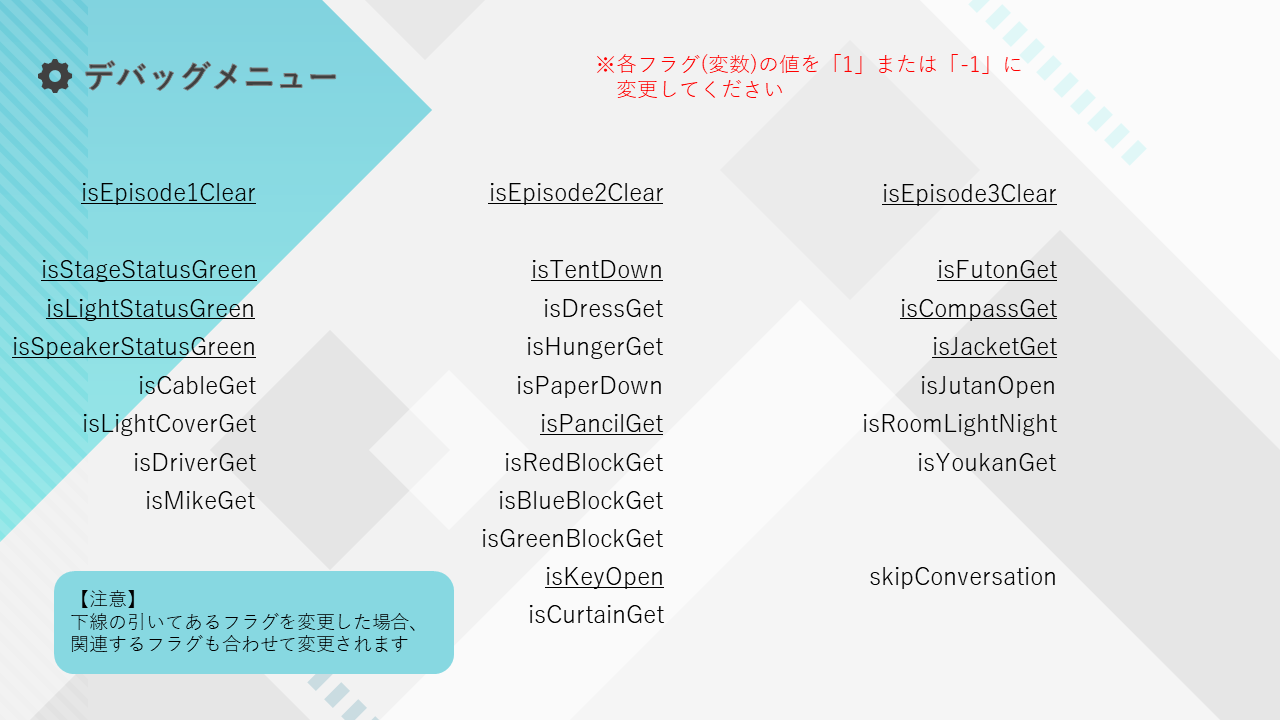 デバッグメニュー
※各フラグ(変数)の値を「1」または「-1」に
変更してください
isEpisode1Clear
isStageStatusGreen
isLightStatusGreen
isSpeakerStatusGreen
isCableGet
isLightCoverGet
isDriverGet
isMikeGet
isEpisode2Clear
isTentDown
isDressGet
isHungerGet
isPaperDown
isPancilGet
isRedBlockGet
isBlueBlockGet
isGreenBlockGet
isKeyOpen
isCurtainGet
isEpisode3Clear
isFutonGet
isCompassGet
isJacketGet
isJutanOpen
isRoomLightNight
isYoukanGet
skipConversation
【注意】
下線の引いてあるフラグを変更した場合、
関連するフラグも合わせて変更されます